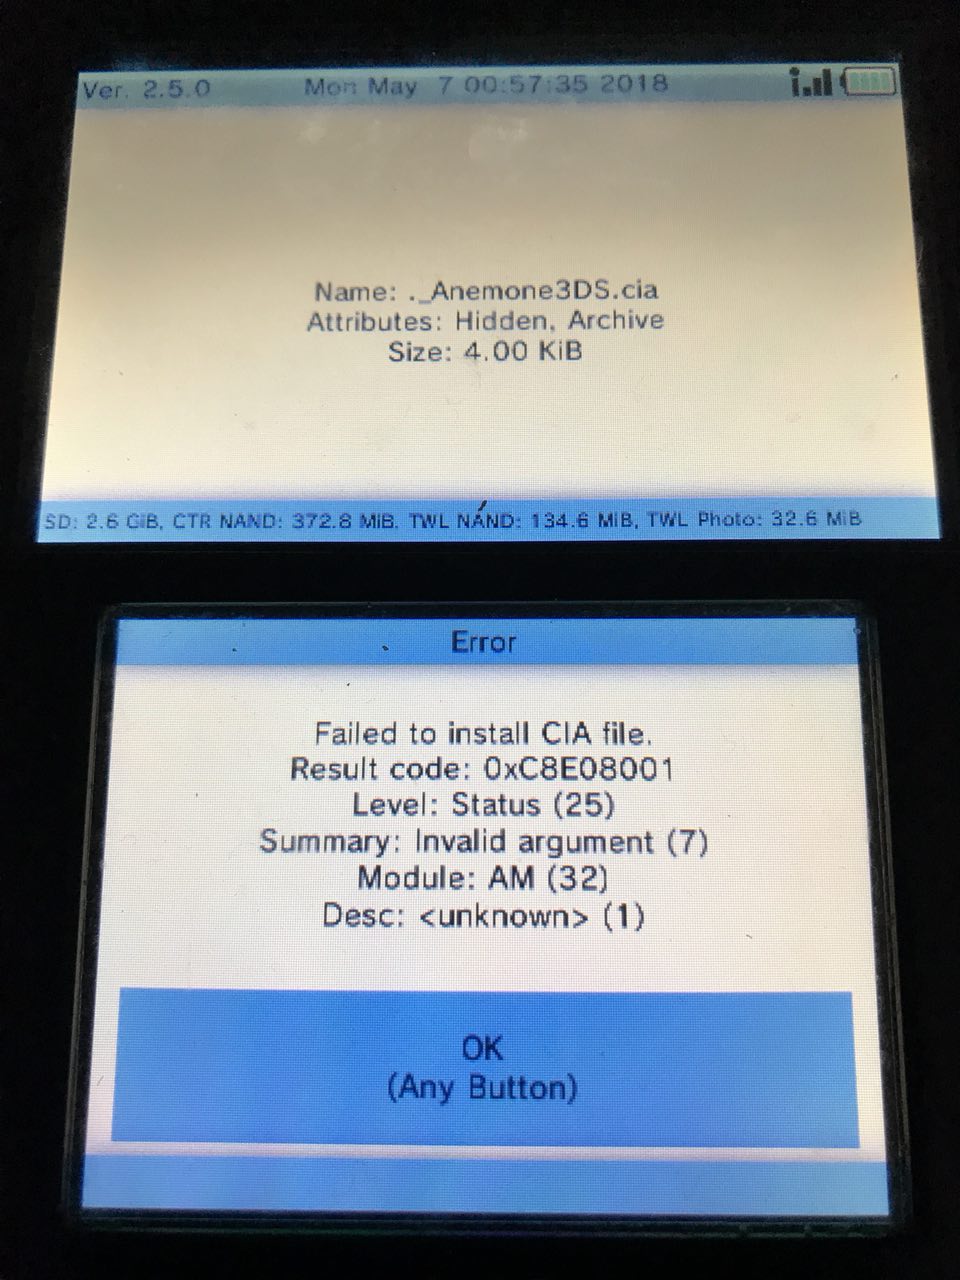 Ver. 2.5.0 Mon May 7 00:57:35 2018
Name: ._Anemone3DS.cia
Attributes: Hidden, Archive
Size: 4.00 KiB
SD: 2.6 GiB, CTR NAND: 372.8 MiB, TWL NAND: 134.6 MiB, TWL Photo: 32.6 MiB
Error
Failed to install CIA file.
Result code: 0xC8E08001
Level: Status (25)
Summary: Invalid argument (7)
Module: AM (32)
Desc: <unknown> (1)
OK
(Any Button)